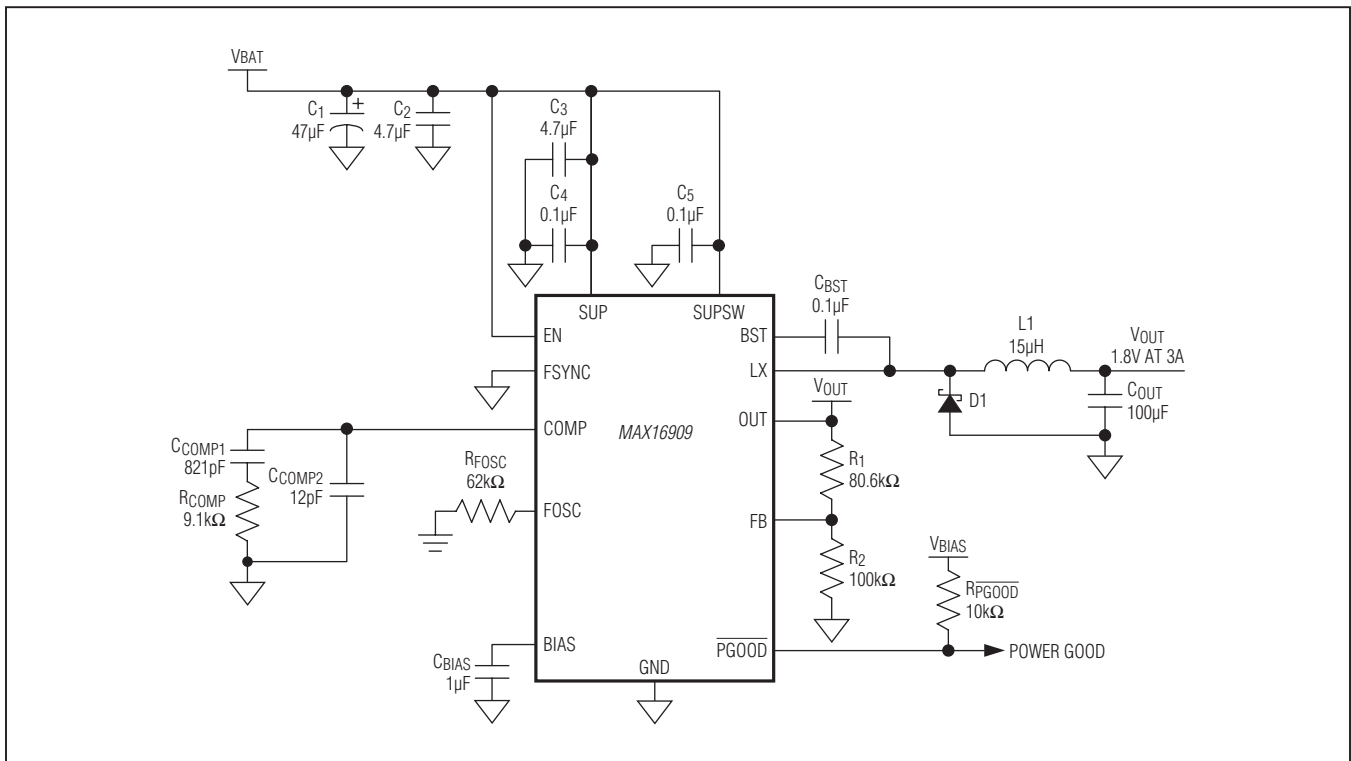 VBAT
C1
47µF
+
C2
4.7µF
C3
4.7µF
C4
0.1µF
C5
0.1µF
SUP
SUPSW
EN
FSYNC
COMP
FOSC
BIAS
GND
BST
LX
OUT
FB
PGOOD
MAX16909
CCOMP1
821pF
RCOMP
9.1kΩ
CCOMP2
12pF
RFOSC
62kΩ
CBIAS
1µF
CBST
0.1µF
L1
15µH
VOUT
1.8V AT 3A
COUT
100µF
D1
VOUT
R1
80.6kΩ
R2
100kΩ
VBIAS
RPGOOD
10kΩ
POWER GOOD